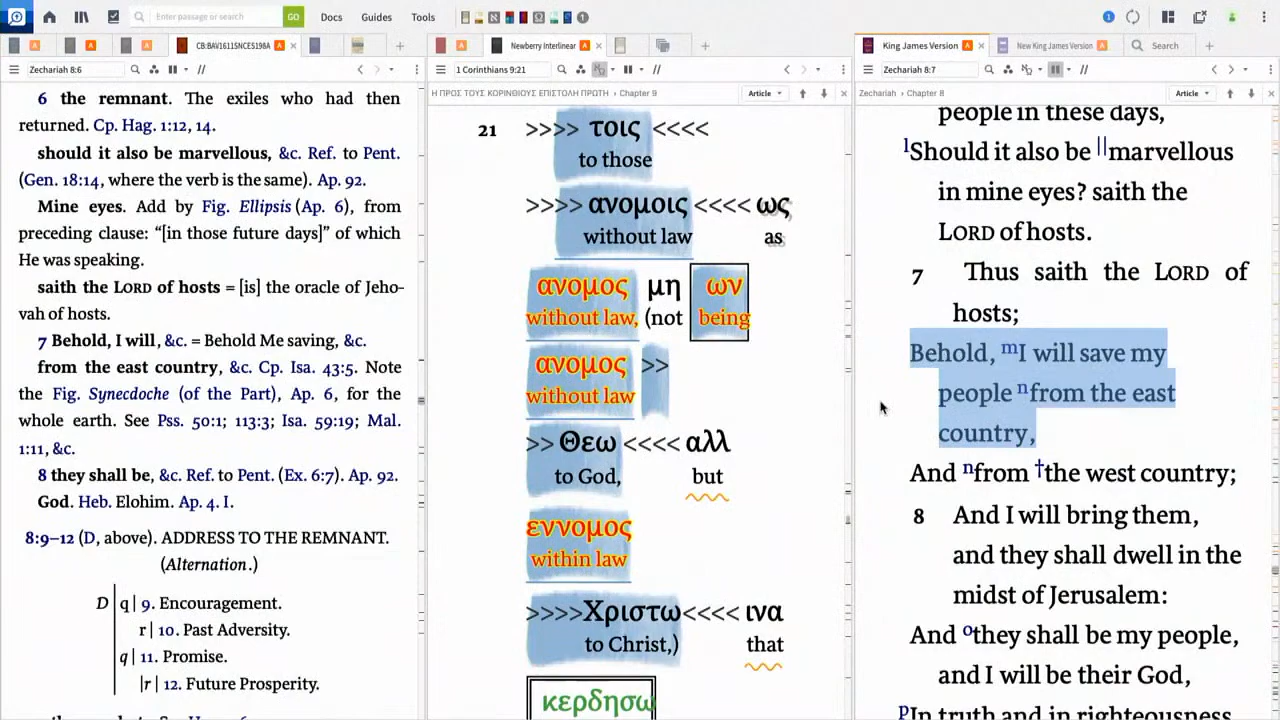 Enter passage or search GO Docs Guides Tools 1 1
CB:BAV1611SNCES198A
Zechariah 8:6
6 the remnant. The exiles who had then
returned. Cp. Hag. 1:12, 14.
should it also be marvellous, &c. Ref. to Pent.
(Gen. 18:14, where the verb is the same). Ap. 92.
Mine eyes. Add by Fig. Ellipsis (Ap. 6), from
preceding clause: “[in those future days]” of which
He was speaking.
saith the LORD of hosts = [is] the oracle of Jeho-
vah of hosts.
7 Behold, I will, &c. = Behold Me saving, &c.
from the east country, &c. Cp. Isa. 43:5. Note
the Fig. Synecdoche (of the Part), Ap. 6, for the
whole earth. See Pss. 50:1; 113:3; Isa. 59:19; Mal.
1:11, &c.
8 they shall be, &c. Ref. to Pent. (Ex. 6:7). Ap. 92.
God. Heb. Elohim. Ap. 4. I.
8:9–12 (D, above). ADDRESS TO THE REMNANT.
(Alternation.)
D q | 9. Encouragement.
r | 10. Past Adversity.
q | 11. Promise.
r | 12. Future Prosperity.
Newberry Interlinear
1 Corinthians 9:21
Η ΠΡΟΣ ΤΟΥΣ ΚΟΡΙΝΘΙΟΥΣ ΕΠΙΣΤΟΛΗ ΠΡΩΤΗ › Chapter 9 Article
21 >>>> τοις <<<<
to those
>>>> ανομοις <<<< ως
without law as
ανομος μη ων
without law, (not being
ανομος >>
without law
>> Θεω <<<< αλλ
to God, but
εννομος
within law
>>>>Χριστω<<<< ινα
to Christ,) that
κερδησω
King James Version New King James Version Search
Zechariah 8:7
Zechariah › Chapter 8 Article
people in these days,
l Should it also be ||marvellous
in mine eyes? saith the
LORD of hosts.
7 Thus saith the LORD of
hosts;
Behold, m I will save my
people n from the east
country,
And n from †the west country;
8 And I will bring them,
and they shall dwell in the
midst of Jerusalem:
And o they shall be my people,
and I will be their God,
p In truth and in righteousness